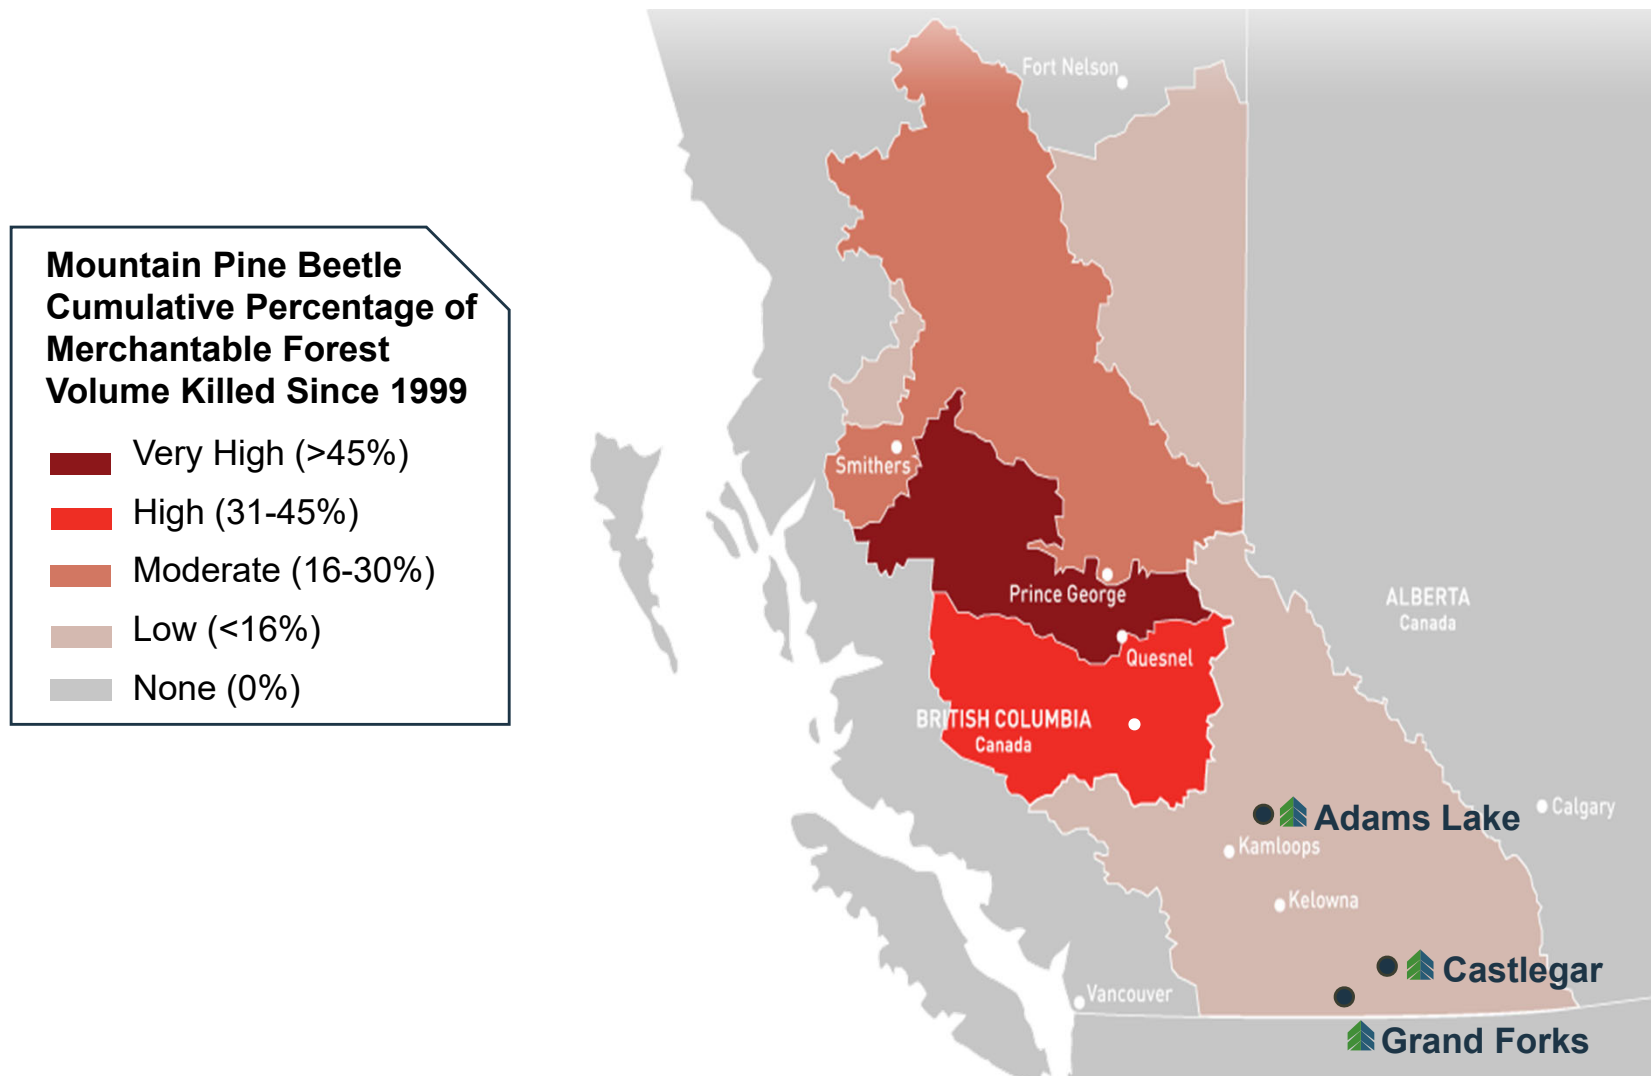 Fort Nelson
Mountain Pine Beetle
Cumulative Percentage of
Merchantable Forest
Volume Killed Since 1999
Very High (>45%)
High (31-45%)
Moderate (16-30%)
Low (<16%)
None (0%)
Smithers
Prince George
Quesnel
ALBERTA
Canada
BRITISH COLUMBIA
Canada
Adams Lake
Calgary
Kamloops
Kelowna
Castlegar
Vancouver
Grand Forks